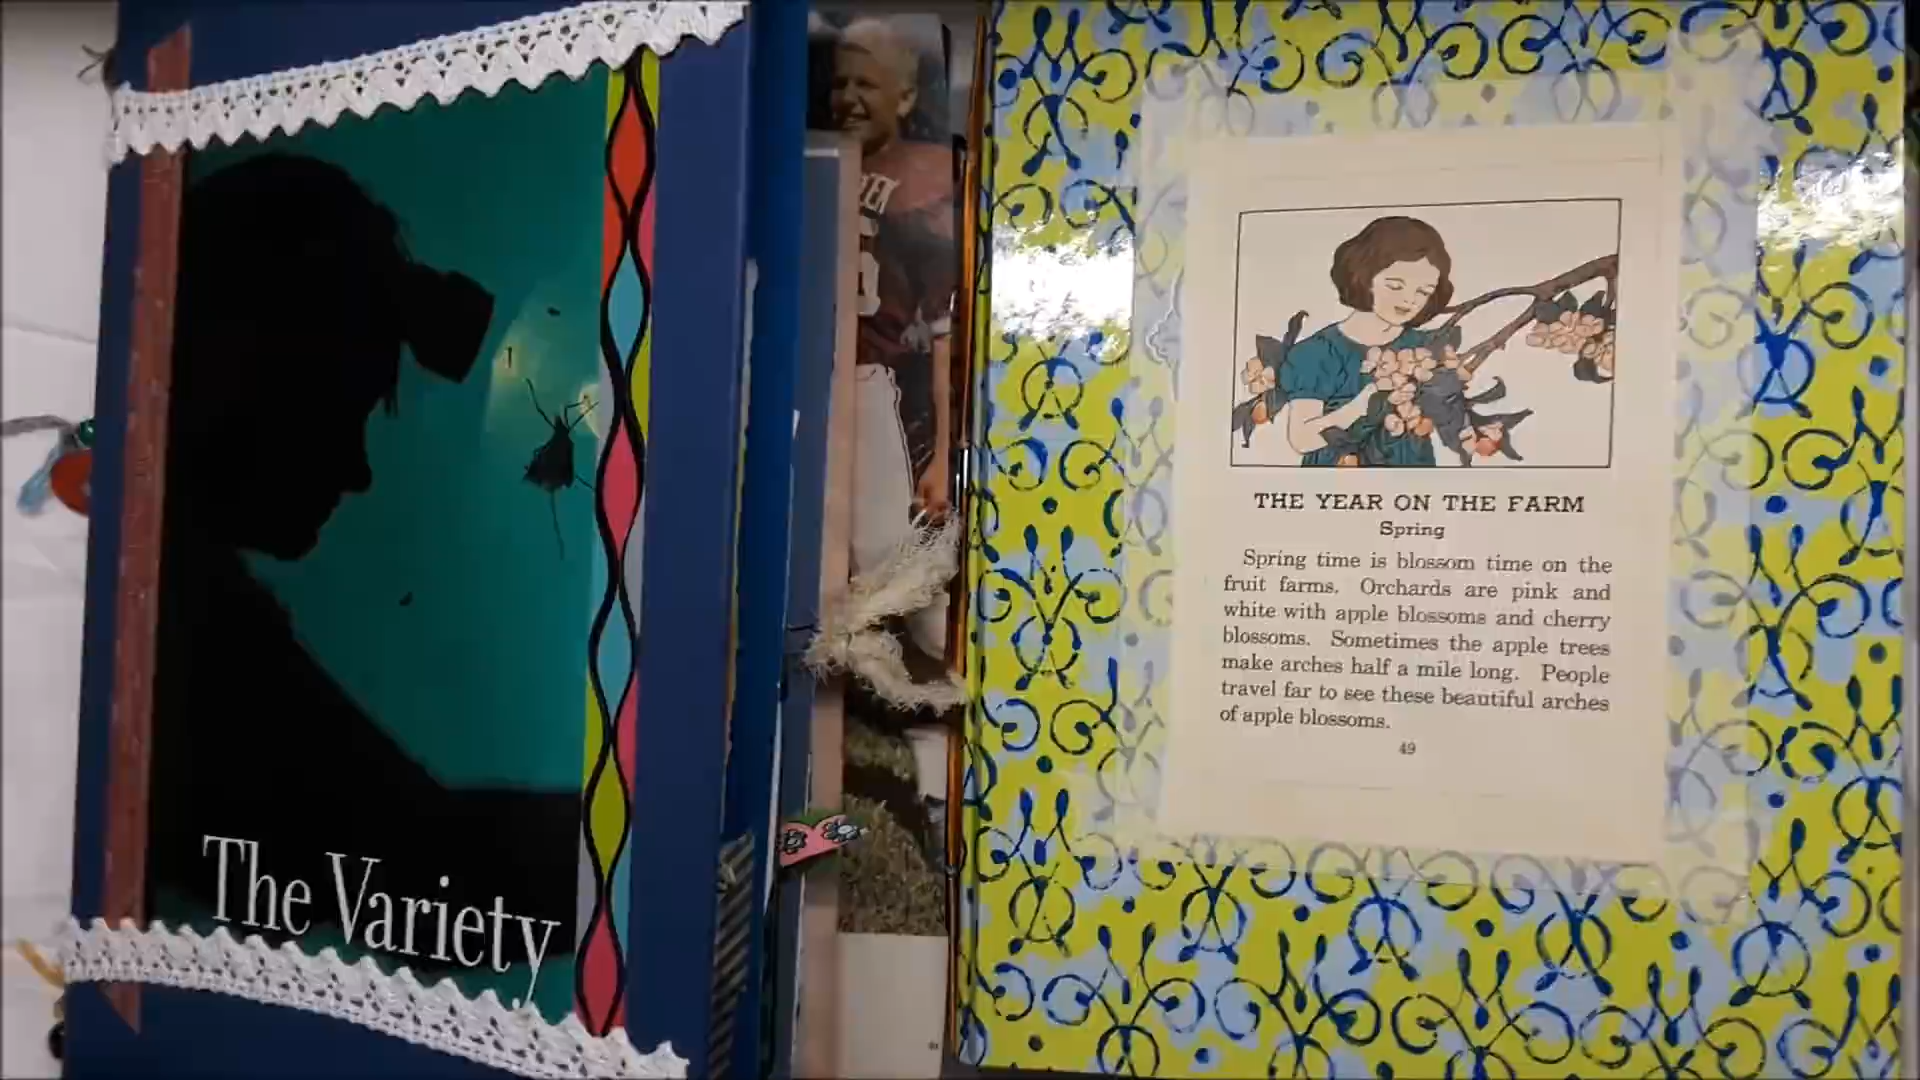 The Variety
THE YEAR ON THE FARM
Spring
Spring time is blossom time on the
fruit farms. Orchards are pink and
white with apple blossoms and cherry
blossoms. Sometimes the apple trees
make arches half a mile long. People
travel far to see these beautiful arches
of apple blossoms.
49